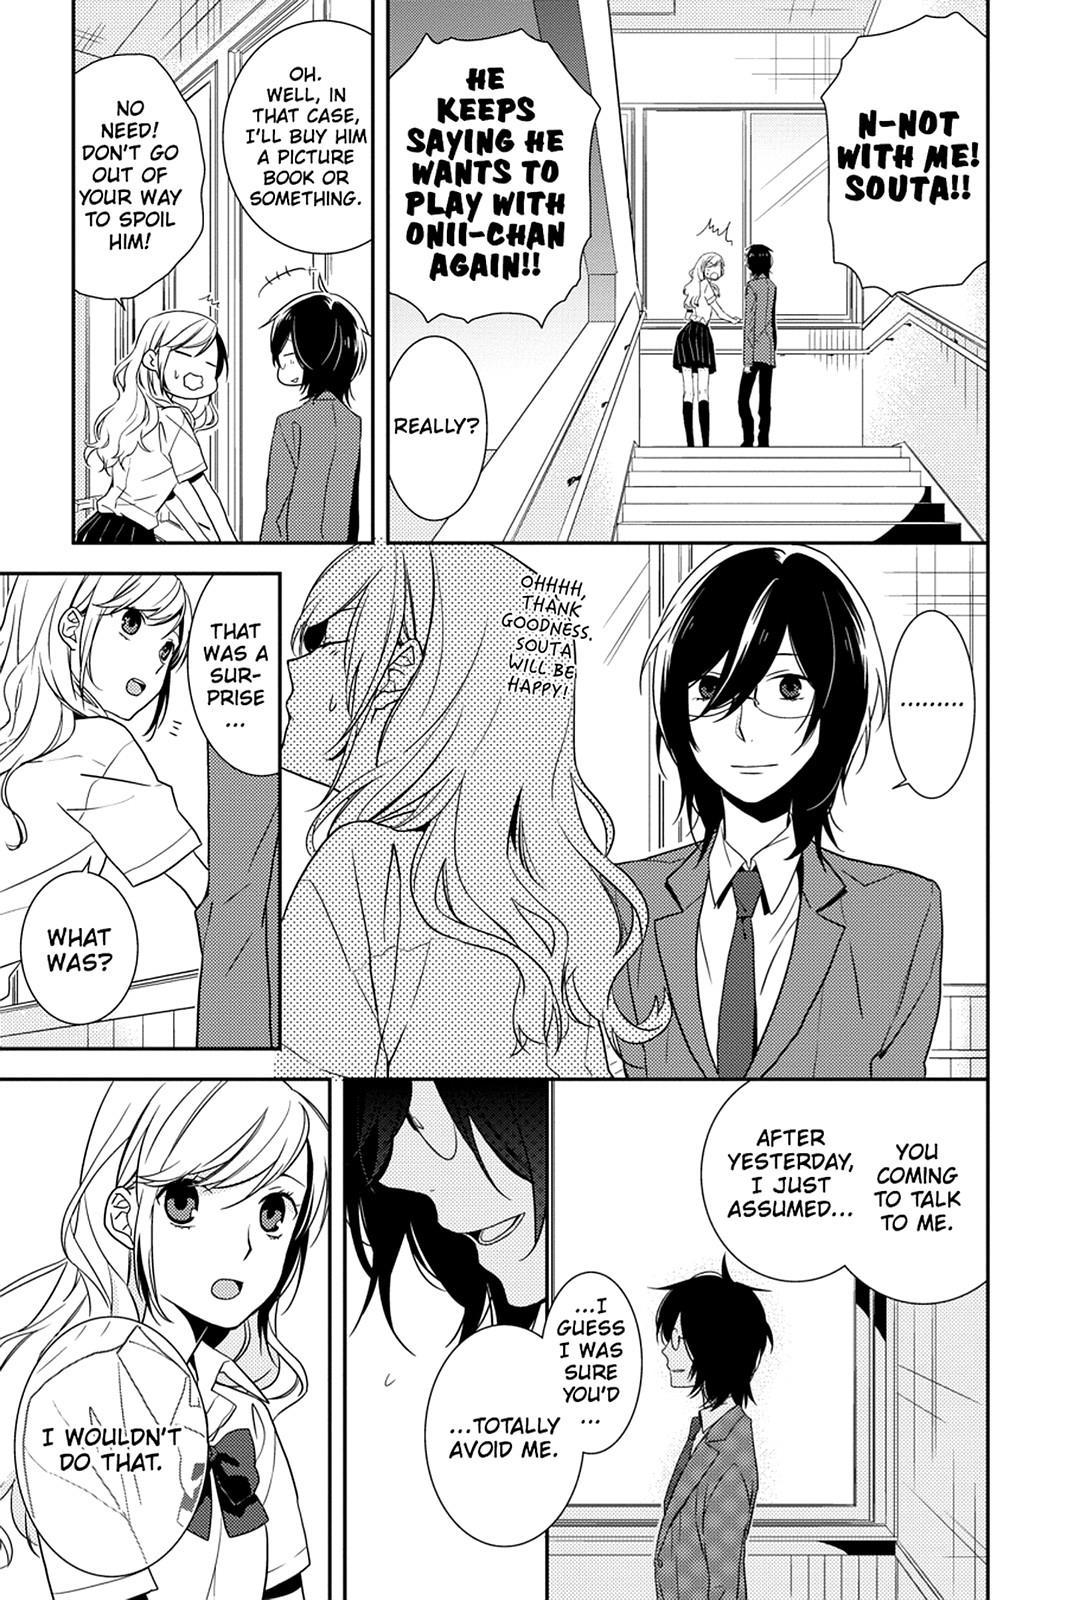 N-NOT
WITH ME!
SOUTA!!
HE
KEEPS
SAYING HE
WANTS TO
PLAY WITH
ONII-CHAN
AGAIN!!
REALLY?
OH.
WELL, IN
THAT CASE,
I'LL BUY HIM
A PICTURE
BOOK OR
SOMETHING.
NO
NEED!
DON'T GO
OUT OF
YOUR WAY
TO SPOIL
HIM!
..........
OHHHH,
THANK
GOODNESS.
SOUTA
WILL BE
HAPPY!
THAT
WAS A
SUR-
PRISE
...
WHAT
WAS?
YOU
COMING
TO TALK
TO ME.
AFTER
YESTERDAY,
I JUST
ASSUMED...
...I
GUESS
I WAS
SURE
YOU'D
...
...TOTALLY
AVOID ME.
I WOULDN'T
DO THAT.